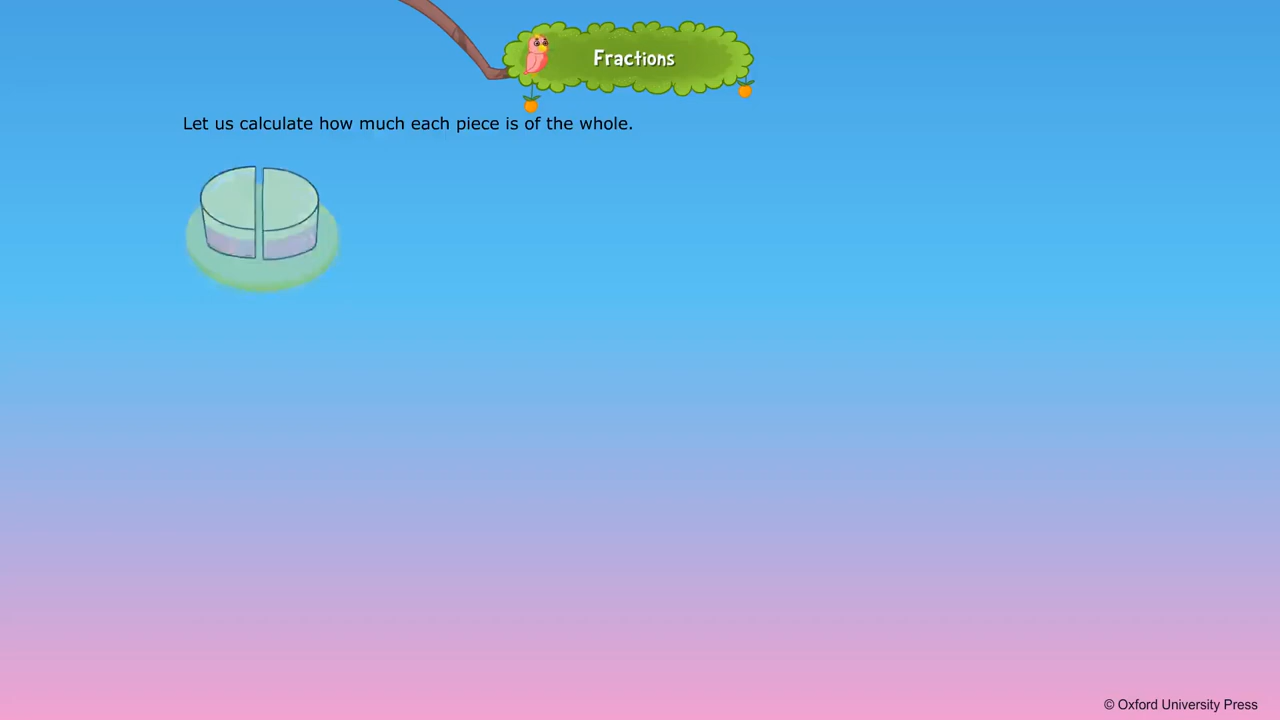 Fractions
Let us calculate how much each piece is of the whole.
© Oxford University Press